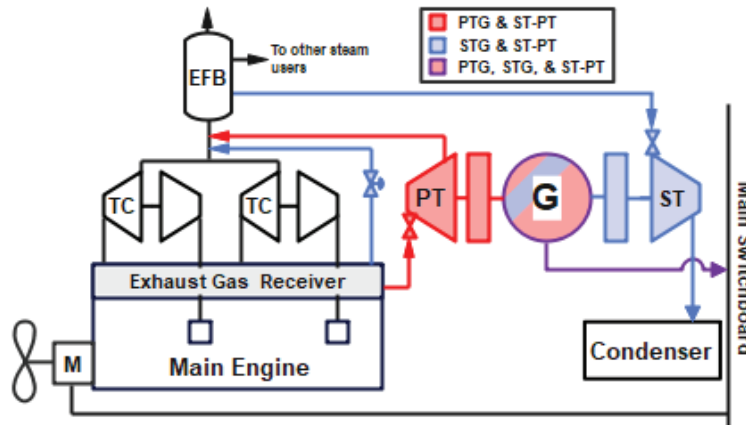 PTG & ST-PT
STG & ST-PT
PTG, STG, & ST-PT
To other steam
users
EFB
TC
TC
PT
G
ST
Main Switchboard
Exhaust Gas Receiver
Main Engine
M
Condenser